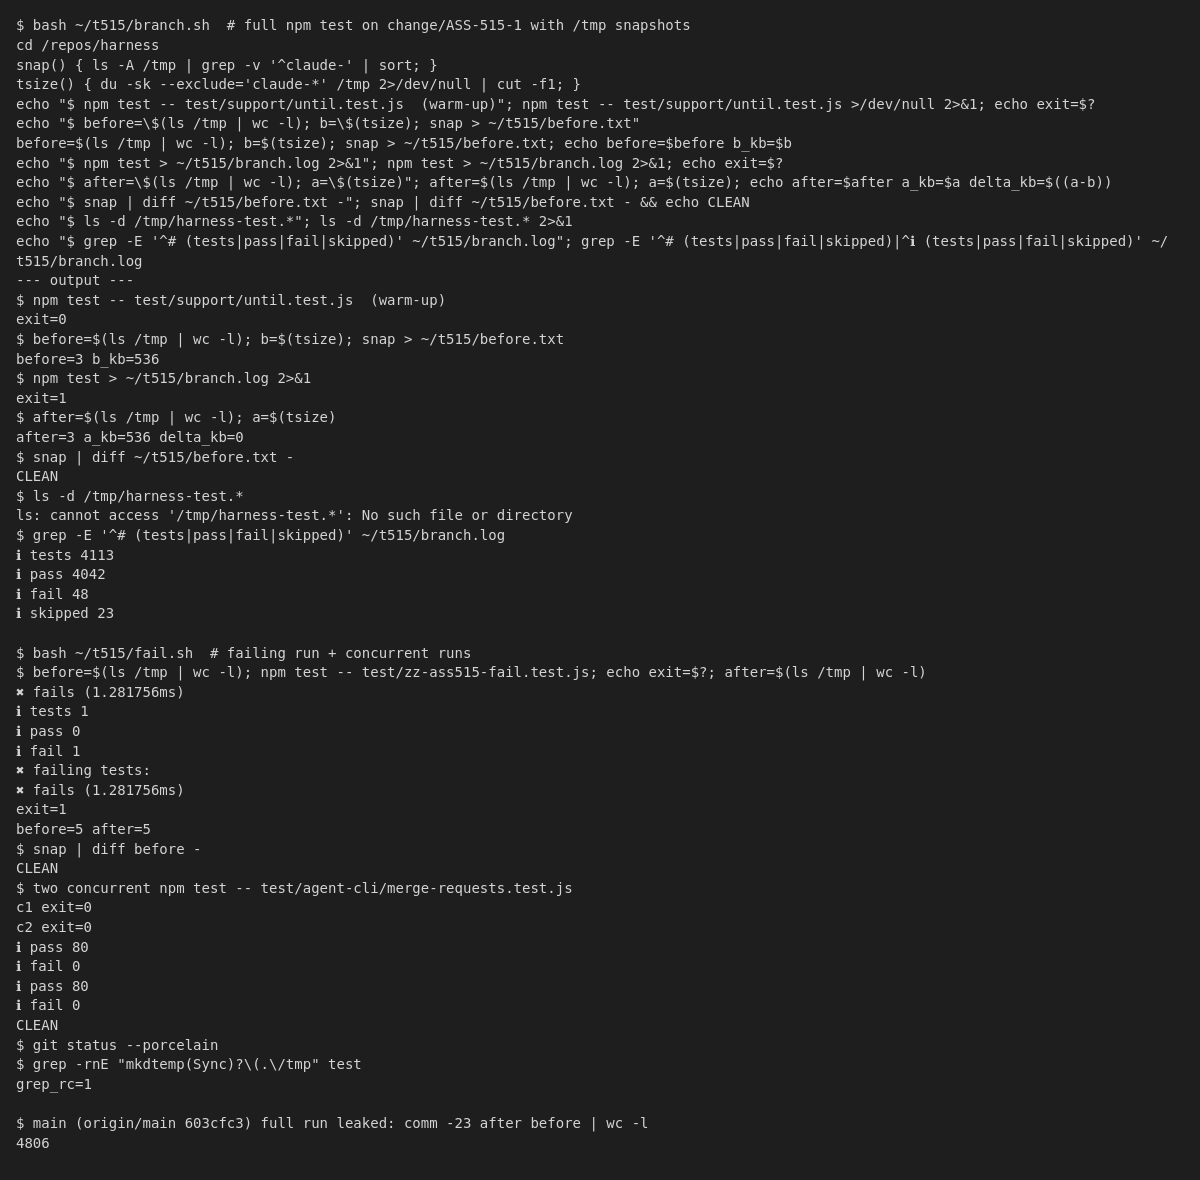 $ bash ~/t515/branch.sh  # full npm test on change/ASS-515-1 with /tmp snapshots
cd /repos/harness
snap() { ls -A /tmp | grep -v '^claude-' | sort; }
tsize() { du -sk --exclude='claude-*' /tmp 2>/dev/null | cut -f1; }
echo "$ npm test -- test/support/until.test.js  (warm-up)"; npm test -- test/support/until.test.js >/dev/null 2>&1; echo exit=$?
echo "$ before=\$(ls /tmp | wc -l); b=\$(tsize); snap > ~/t515/before.txt"
before=$(ls /tmp | wc -l); b=$(tsize); snap > ~/t515/before.txt; echo before=$before b_kb=$b
echo "$ npm test > ~/t515/branch.log 2>&1"; npm test > ~/t515/branch.log 2>&1; echo exit=$?
echo "$ after=\$(ls /tmp | wc -l); a=\$(tsize)"; after=$(ls /tmp | wc -l); a=$(tsize); echo after=$after a_kb=$a delta_kb=$((a-b))
echo "$ snap | diff ~/t515/before.txt -"; snap | diff ~/t515/before.txt - && echo CLEAN
echo "$ ls -d /tmp/harness-test.*"; ls -d /tmp/harness-test.* 2>&1
echo "$ grep -E '^# (tests|pass|fail|skipped)' ~/t515/branch.log"; grep -E '^# (tests|pass|fail|skipped)|^ℹ (tests|pass|fail|skipped)' ~/
t515/branch.log
--- output ---
$ npm test -- test/support/until.test.js  (warm-up)
exit=0
$ before=$(ls /tmp | wc -l); b=$(tsize); snap > ~/t515/before.txt
before=3 b_kb=536
$ npm test > ~/t515/branch.log 2>&1
exit=1
$ after=$(ls /tmp | wc -l); a=$(tsize)
after=3 a_kb=536 delta_kb=0
$ snap | diff ~/t515/before.txt -
CLEAN
$ ls -d /tmp/harness-test.*
ls: cannot access '/tmp/harness-test.*': No such file or directory
$ grep -E '^# (tests|pass|fail|skipped)' ~/t515/branch.log
ℹ tests 4113
ℹ pass 4042
ℹ fail 48
ℹ skipped 23

$ bash ~/t515/fail.sh  # failing run + concurrent runs
$ before=$(ls /tmp | wc -l); npm test -- test/zz-ass515-fail.test.js; echo exit=$?; after=$(ls /tmp | wc -l)
✖ fails (1.281756ms)
ℹ tests 1
ℹ pass 0
ℹ fail 1
✖ failing tests:
✖ fails (1.281756ms)
exit=1
before=5 after=5
$ snap | diff before -
CLEAN
$ two concurrent npm test -- test/agent-cli/merge-requests.test.js
c1 exit=0
c2 exit=0
ℹ pass 80
ℹ fail 0
ℹ pass 80
ℹ fail 0
CLEAN
$ git status --porcelain
$ grep -rnE "mkdtemp(Sync)?\(.\/tmp" test
grep_rc=1

$ main (origin/main 603cfc3) full run leaked: comm -23 after before | wc -l
4806